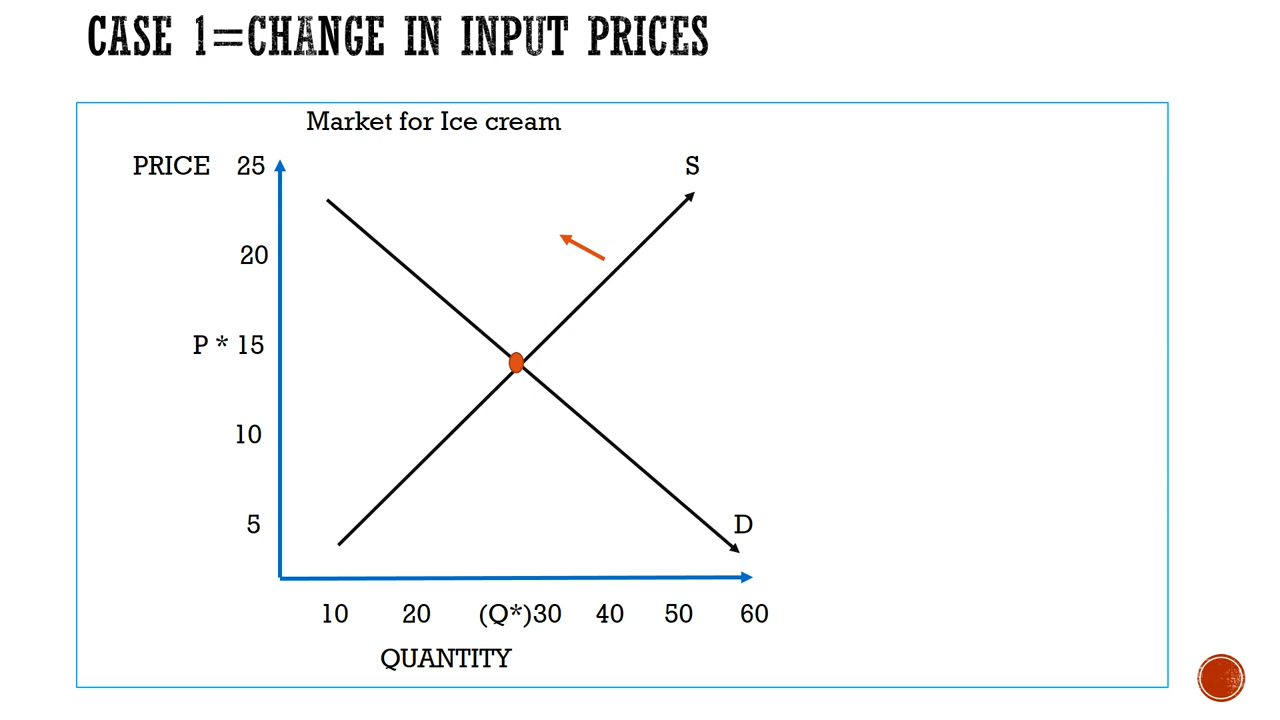 CASE 1=CHANGE IN INPUT PRICES
Market for Ice cream
PRICE 25 S
20
P * 15
10
5 D
10 20 (Q*)30 40 50 60
QUANTITY